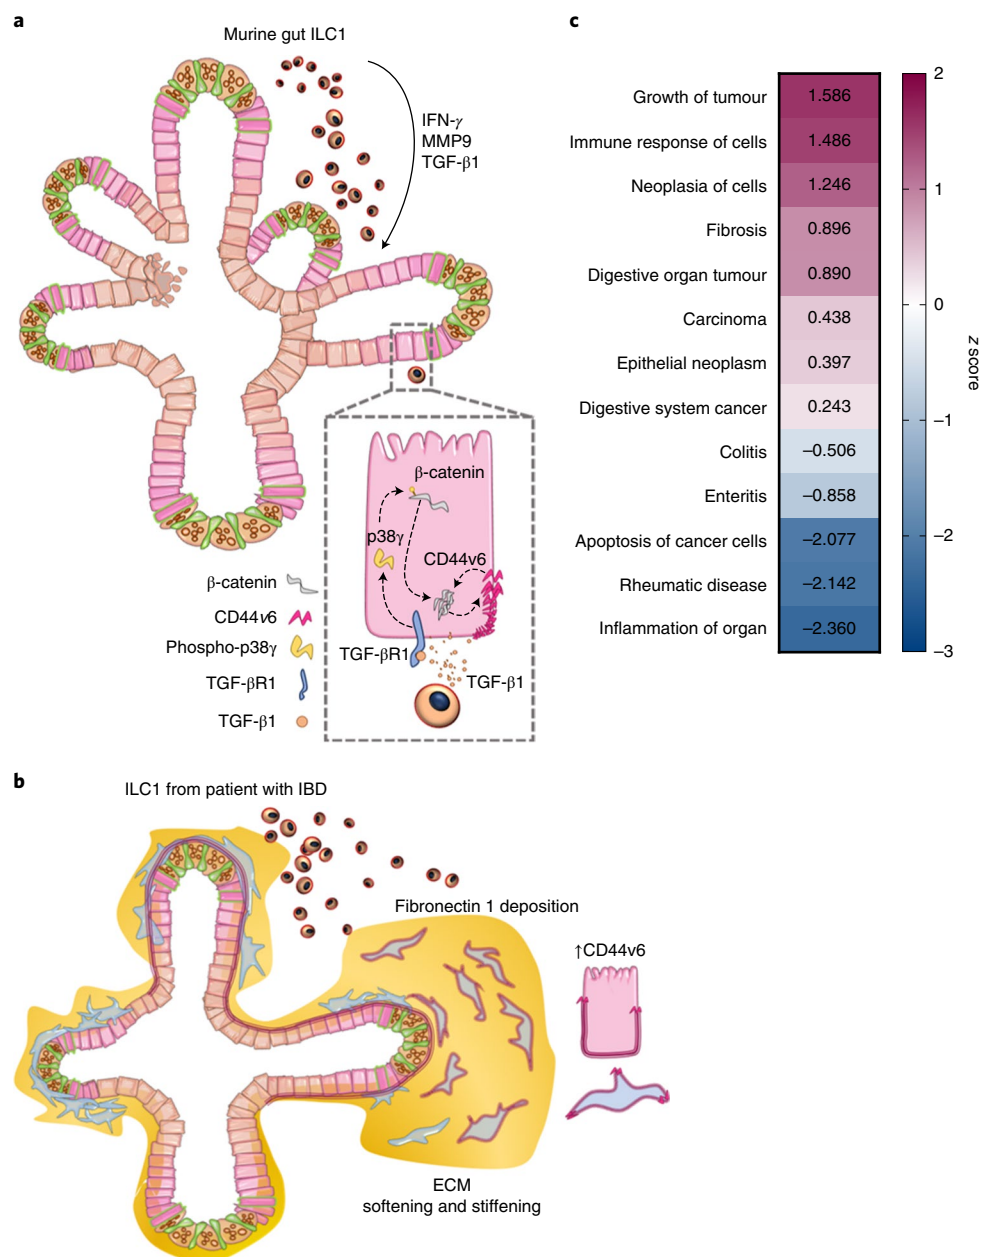 a
Murine gut ILC1
IFN-γ
MMP9
TGF-β1
β-catenin
p38γ
CD44v6
TGF-βR1
TGF-β1
β-catenin
CD44v6
Phospho-p38γ
TGF-βR1
TGF-β1
c
Growth of tumour 1.586
Immune response of cells 1.486
Neoplasia of cells 1.246
Fibrosis 0.896
Digestive organ tumour 0.890
Carcinoma 0.438
Epithelial neoplasm 0.397
Digestive system cancer 0.243
Colitis –0.506
Enteritis –0.858
Apoptosis of cancer cells –2.077
Rheumatic disease –2.142
Inflammation of organ –2.360
2
1
0
–1
–2
–3
z score
b
ILC1 from patient with IBD
Fibronectin 1 deposition
↑CD44v6
ECM
softening and stiffening